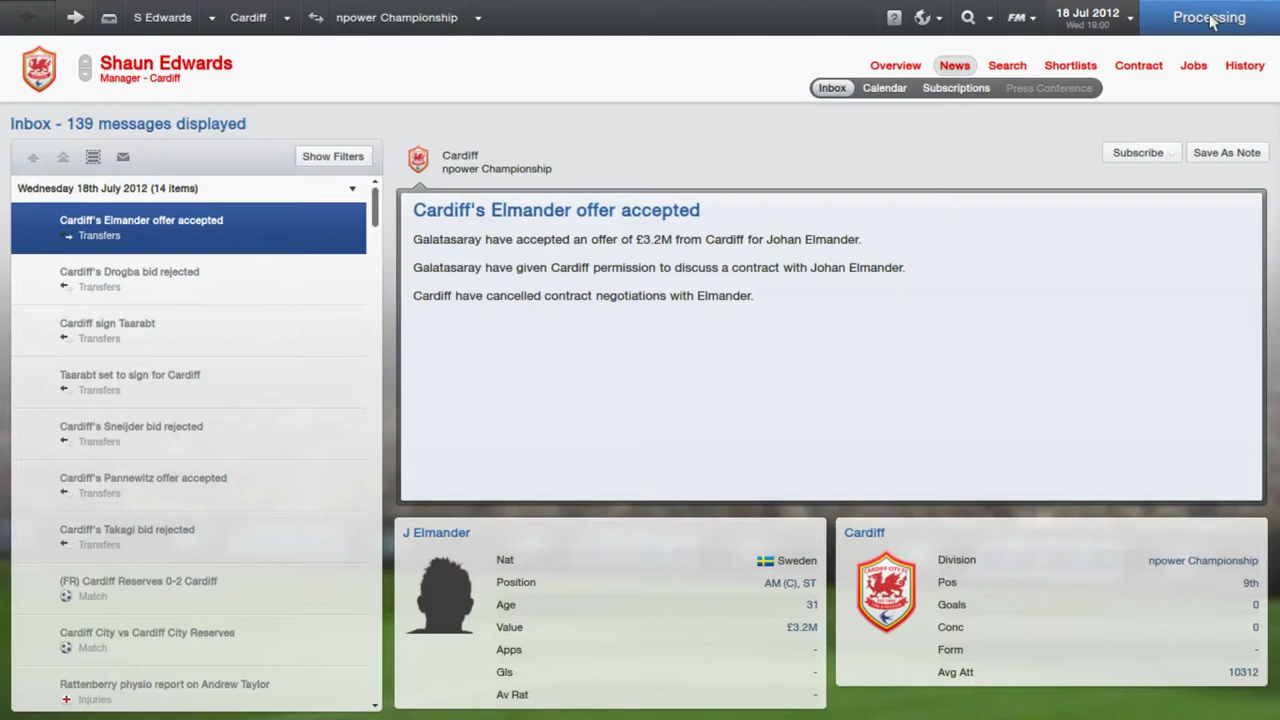 S Edwards
Cardiff
npower Championship
FM
18 Jul 2012
Wed 19:00
Processing
Shaun Edwards
Manager - Cardiff
Overview
News
Search
Shortlists
Contract
Jobs
History
Inbox
Calendar
Subscriptions
Press Conference
Inbox - 139 messages displayed
Show Filters
Wednesday 18th July 2012 (14 items)
Cardiff's Elmander offer accepted
Transfers
Cardiff's Drogba bid rejected
Transfers
Cardiff sign Taarabt
Transfers
Taarabt set to sign for Cardiff
Transfers
Cardiff's Sneijder bid rejected
Transfers
Cardiff's Pannewitz offer accepted
Transfers
Cardiff's Takagi bid rejected
Transfers
(FR) Cardiff Reserves 0-2 Cardiff
Match
Cardiff City vs Cardiff City Reserves
Match
Rattenberry physio report on Andrew Taylor
Injuries
Cardiff
npower Championship
Subscribe
Save As Note
Cardiff's Elmander offer accepted
Galatasaray have accepted an offer of £3.2M from Cardiff for Johan Elmander.
Galatasaray have given Cardiff permission to discuss a contract with Johan Elmander.
Cardiff have cancelled contract negotiations with Elmander.
J Elmander
Nat Sweden
Position AM (C), ST
Age 31
Value £3.2M
Apps -
Gls -
Av Rat -
Cardiff
CARDIFF CITY FC
Division npower Championship
Pos 9th
Goals 0
Conc 0
Form -
Avg Att 10312